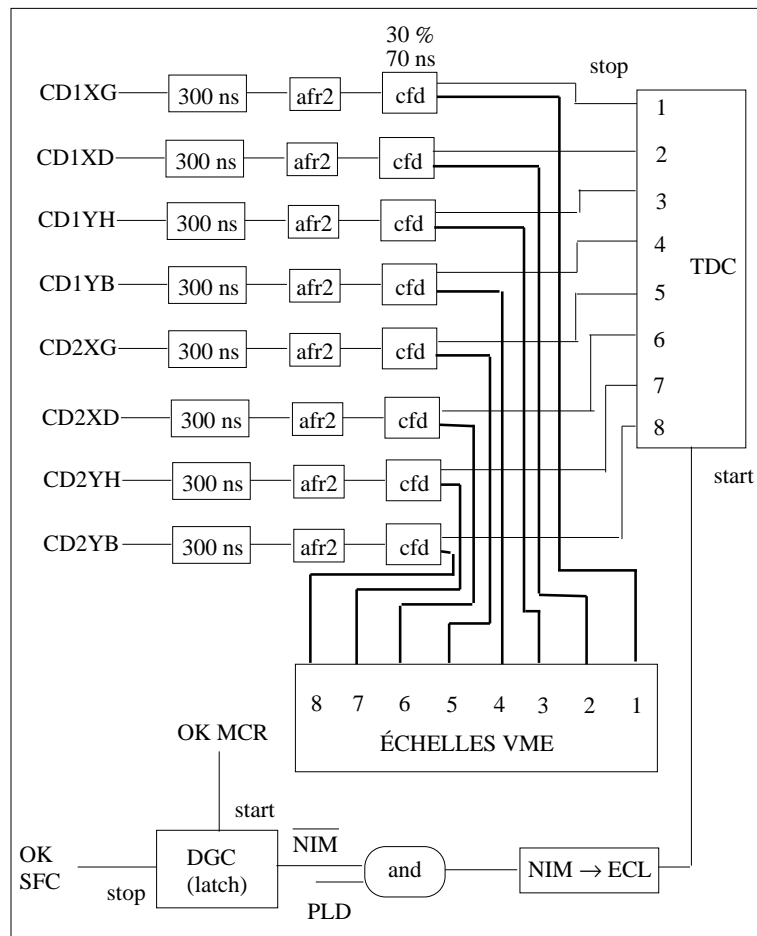 30 %
70 ns
stop
CD1XG 300 ns afr2 cfd 1
CD1XD 300 ns afr2 cfd 2
CD1YH 300 ns afr2 cfd 3
CD1YB 300 ns afr2 cfd 4
TDC
CD2XG 300 ns afr2 cfd 5
CD2XD 300 ns afr2 cfd 6
CD2YH 300 ns afr2 cfd 7
CD2YB 300 ns afr2 cfd 8
start
8 7 6 5 4 3 2 1
ÉCHELLES VME
OK MCR
start
OK
SFC
stop
DGC
(latch)
NIM
PLD
and
NIM → ECL